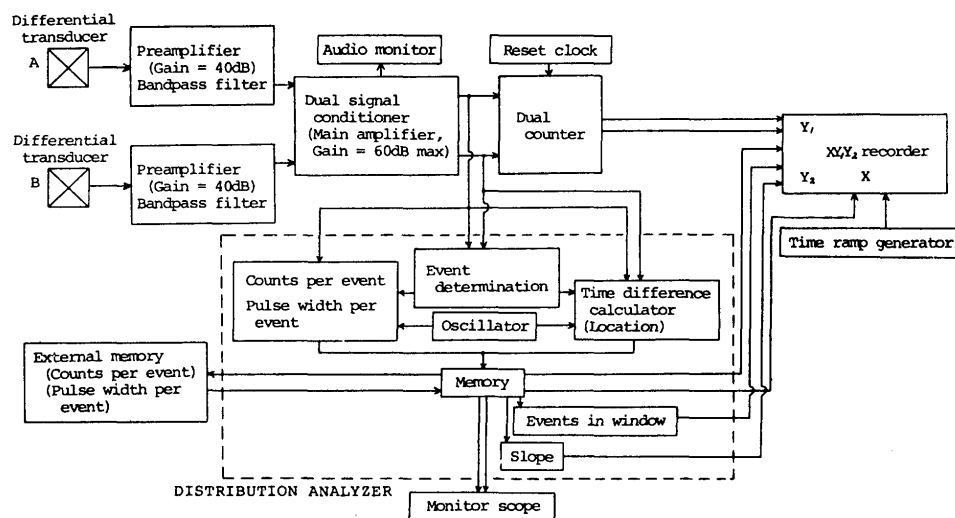 Differential
transducer
A
Preamplifier
(Gain = 40dB)
Bandpass filter
Audio monitor
Reset clock
Dual signal
conditioner
(Main amplifier,
Gain = 60dB max)
Dual
counter
Y₁
XY₁Y₂ recorder
Y₂ X
Differential
transducer
B
Preamplifier
(Gain = 40dB)
Bandpass filter
Time ramp generator
Counts per event
Pulse width per
event
Event
determination
Oscillator
Time difference
calculator
(Location)
External memory
(Counts per event)
(Pulse width per
event)
Memory
Events in window
Slope
DISTRIBUTION ANALYZER
Monitor scope